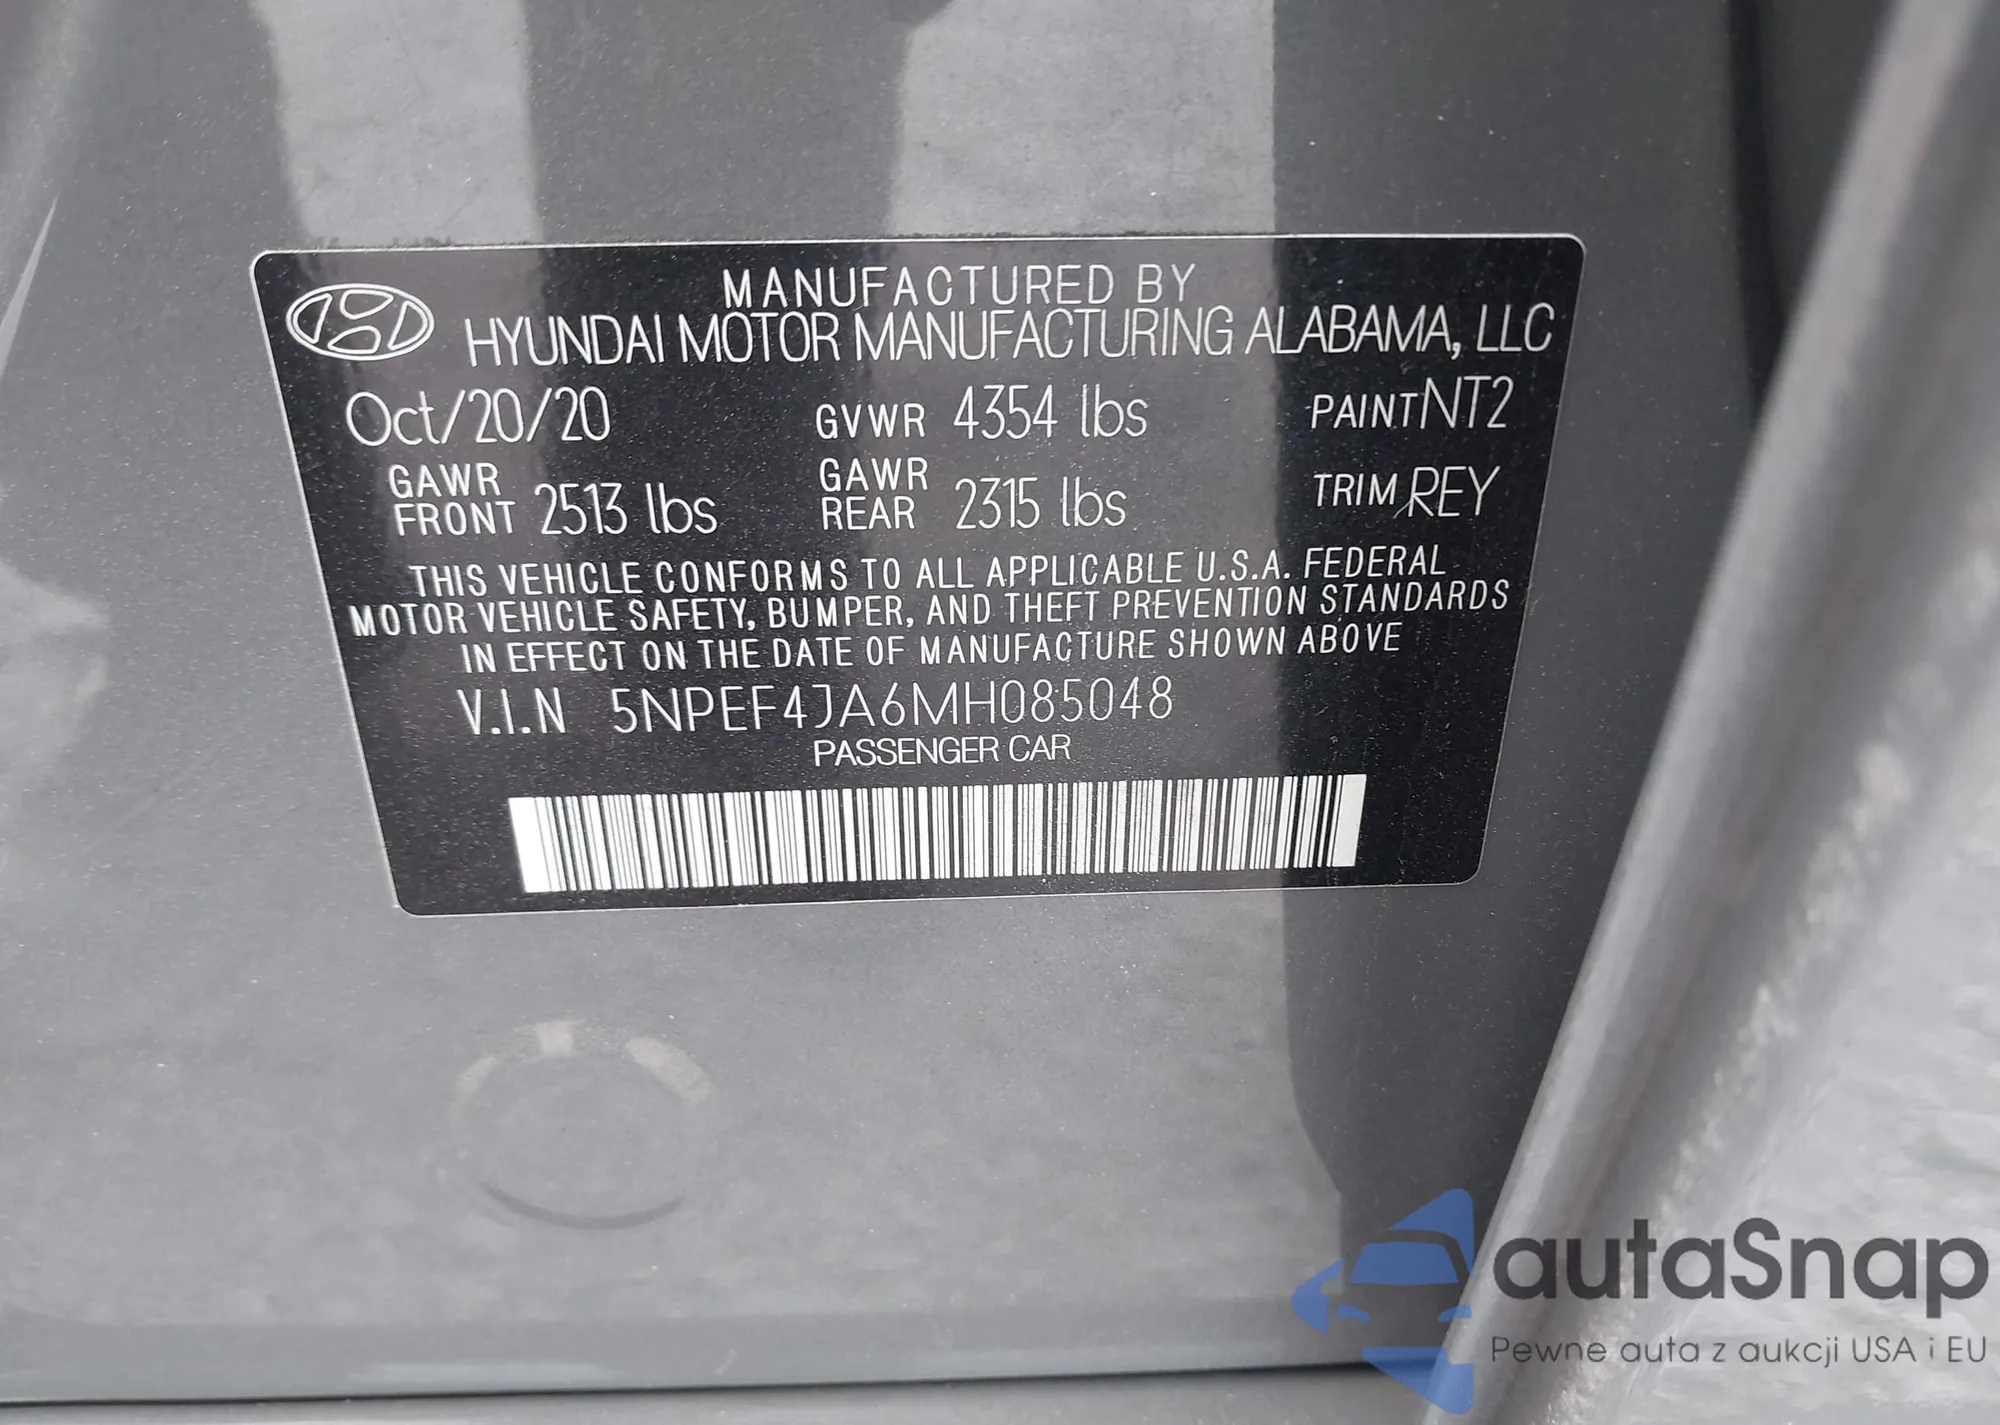 MANUFACTURED BY
HYUNDAI MOTOR MANUFACTURING ALABAMA, LLC
Oct/20/20 GVWR 4354 lbs PAINT NT2
GAWR FRONT 2513 lbs GAWR REAR 2315 lbs TRIM REY
THIS VEHICLE CONFORMS TO ALL APPLICABLE U.S.A. FEDERAL
MOTOR VEHICLE SAFETY, BUMPER, AND THEFT PREVENTION STANDARDS
IN EFFECT ON THE DATE OF MANUFACTURE SHOWN ABOVE
V.I.N 5NPEF4JA6MH085048
PASSENGER CAR
autaSnap
Pewne auta z aukcji USA i EU